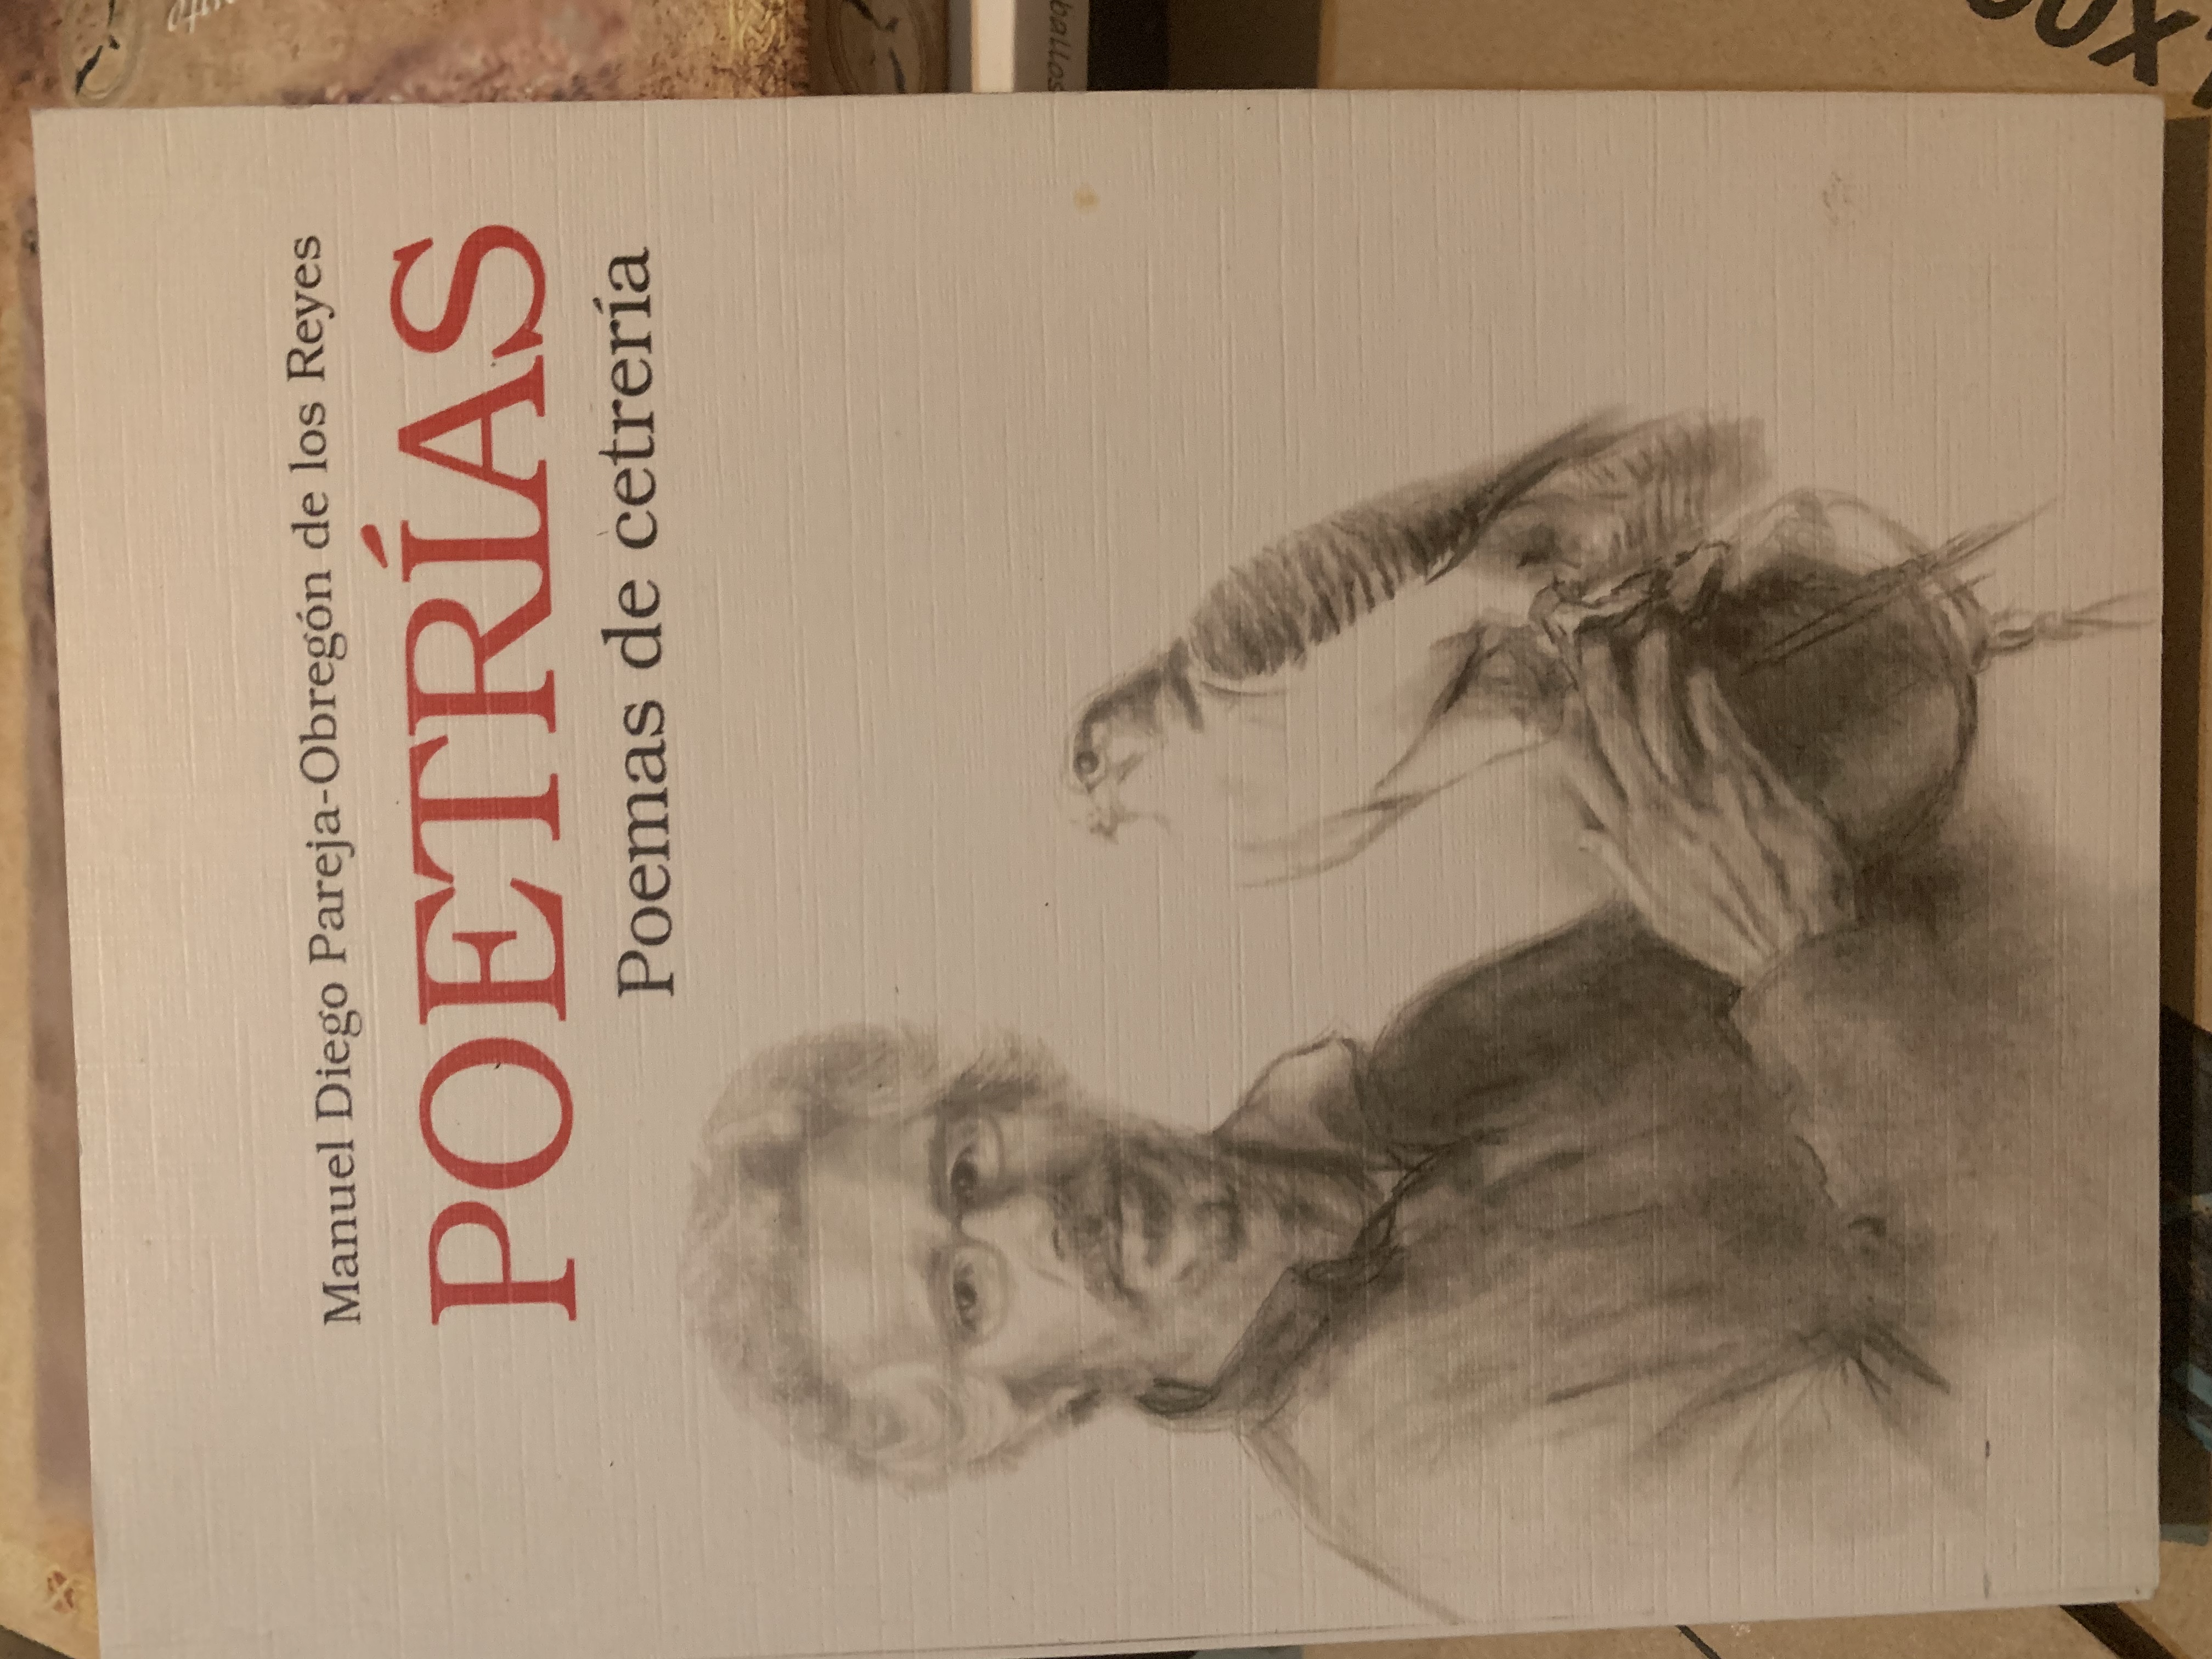 Manuel Diego Pareja-Obregón de los Reyes
POETRÍAS
Poemas de cetrería